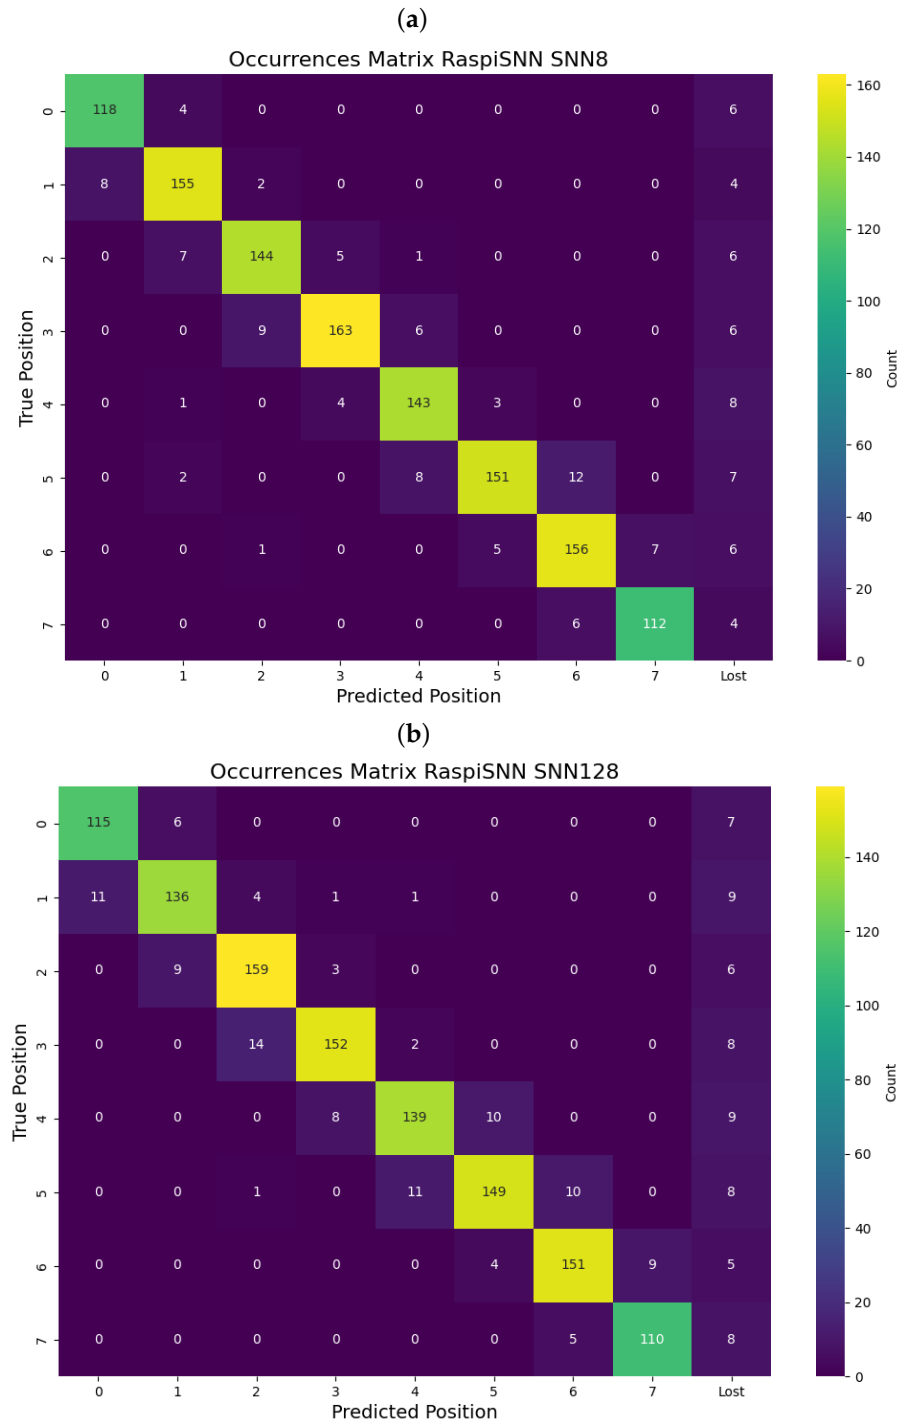 (a)
Occurrences Matrix RaspiSNN SNN8
0 118 4 0 0 0 0 0 0 6
1 8 155 2 0 0 0 0 0 4
2 0 7 144 5 1 0 0 0 6
3 0 0 9 163 6 0 0 0 6
4 0 1 0 4 143 3 0 0 8
5 0 2 0 0 8 151 12 0 7
6 0 0 1 0 0 5 156 7 6
7 0 0 0 0 0 0 6 112 4
0 1 2 3 4 5 6 7 Lost
Predicted Position
True Position
160
140
120
100
80
60
40
20
0
Count
(b)
Occurrences Matrix RaspiSNN SNN128
0 115 6 0 0 0 0 0 0 7
1 11 136 4 1 1 0 0 0 9
2 0 9 159 3 0 0 0 0 6
3 0 0 14 152 2 0 0 0 8
4 0 0 0 8 139 10 0 0 9
5 0 0 1 0 11 149 10 0 8
6 0 0 0 0 0 4 151 9 5
7 0 0 0 0 0 0 5 110 8
0 1 2 3 4 5 6 7 Lost
Predicted Position
True Position
140
120
100
80
60
40
20
0
Count